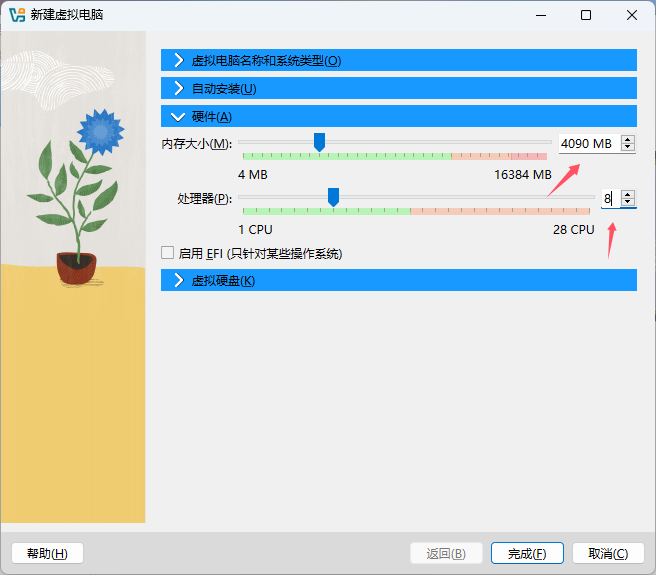 新建虚拟电脑
虚拟电脑名称和系统类型(O)
自动安装(U)
硬件(A)
内存大小(M): 4090 MB
4 MB 16384 MB
处理器(P): 8
1 CPU 28 CPU
启用 EFI (只针对某些操作系统)
虚拟硬盘(K)
帮助(H) 返回(B) 完成(F) 取消(C)